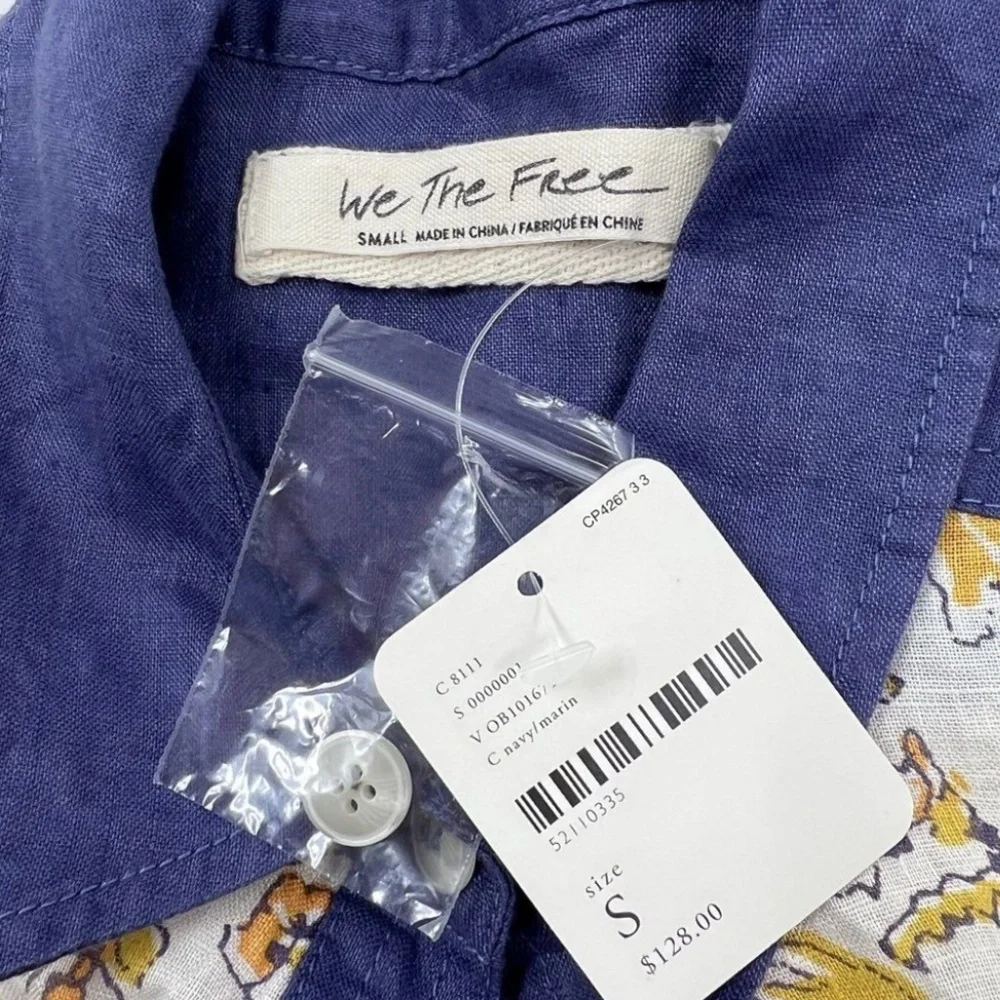 We The Free
SMALL MADE IN CHINA / FABRIQUÉ EN CHINE
CP4267 3 3
C 8111
S
V
C navy/marin
52110335
size
S
$128.00